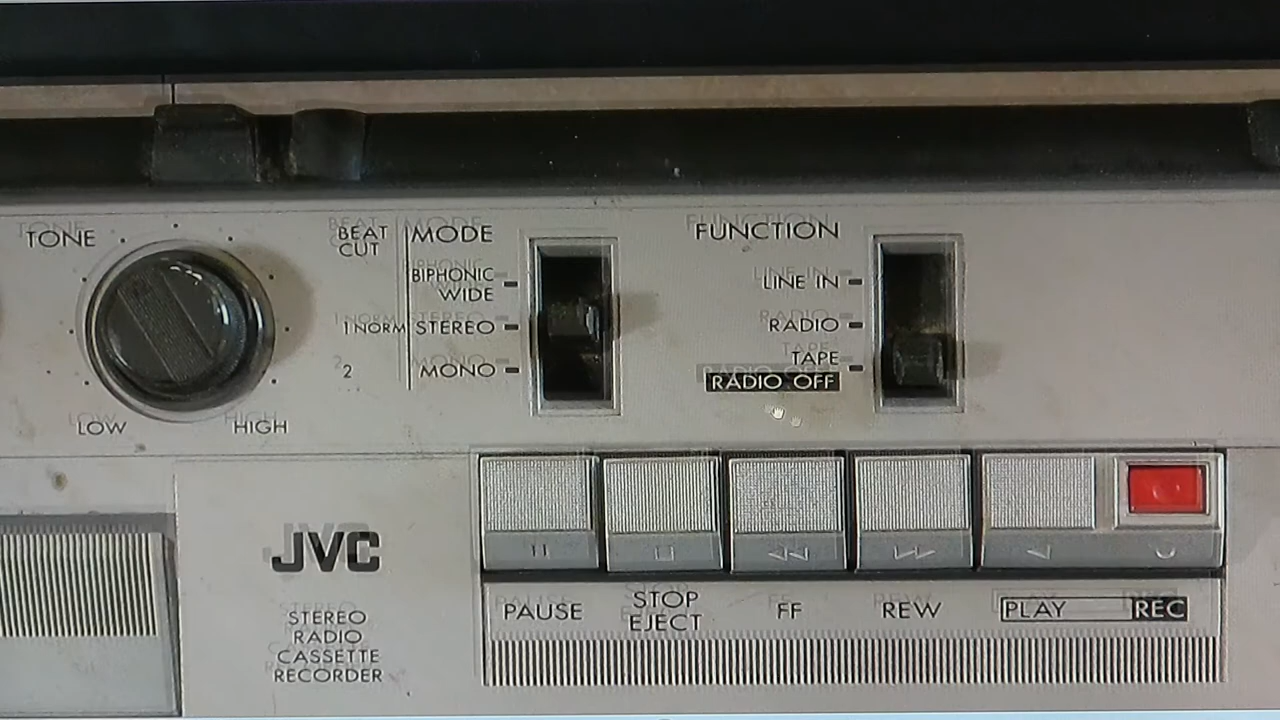 TONE
LOW
HIGH
BEAT
CUT
1 NORM
2
MODE
BIPHONIC
WIDE
STEREO
MONO
FUNCTION
LINE IN
RADIO
TAPE
RADIO OFF
JVC
STEREO
RADIO
CASSETTE
RECORDER
PAUSE
STOP
EJECT
FF
REW
PLAY
REC